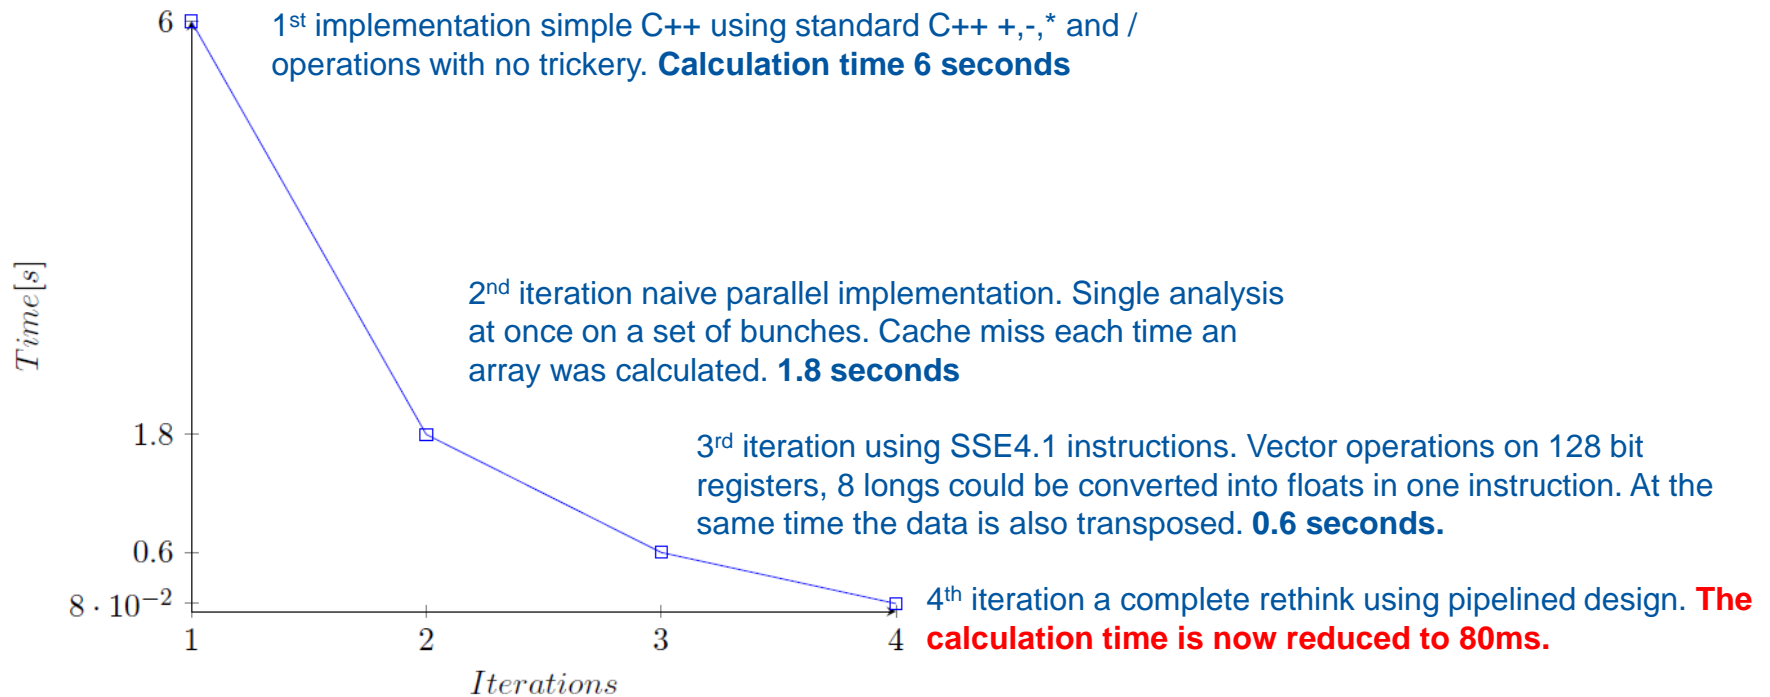 6
1st implementation simple C++ using standard C++ +,-,* and /
operations with no trickery. Calculation time 6 seconds
Time[s]
2nd iteration naive parallel implementation. Single analysis
at once on a set of bunches. Cache miss each time an
array was calculated. 1.8 seconds
1.8
3rd iteration using SSE4.1 instructions. Vector operations on 128 bit
registers, 8 longs could be converted into floats in one instruction. At the
same time the data is also transposed. 0.6 seconds.
0.6
8 · 10⁻²
4th iteration a complete rethink using pipelined design. The
calculation time is now reduced to 80ms.
1 2 3 4
Iterations